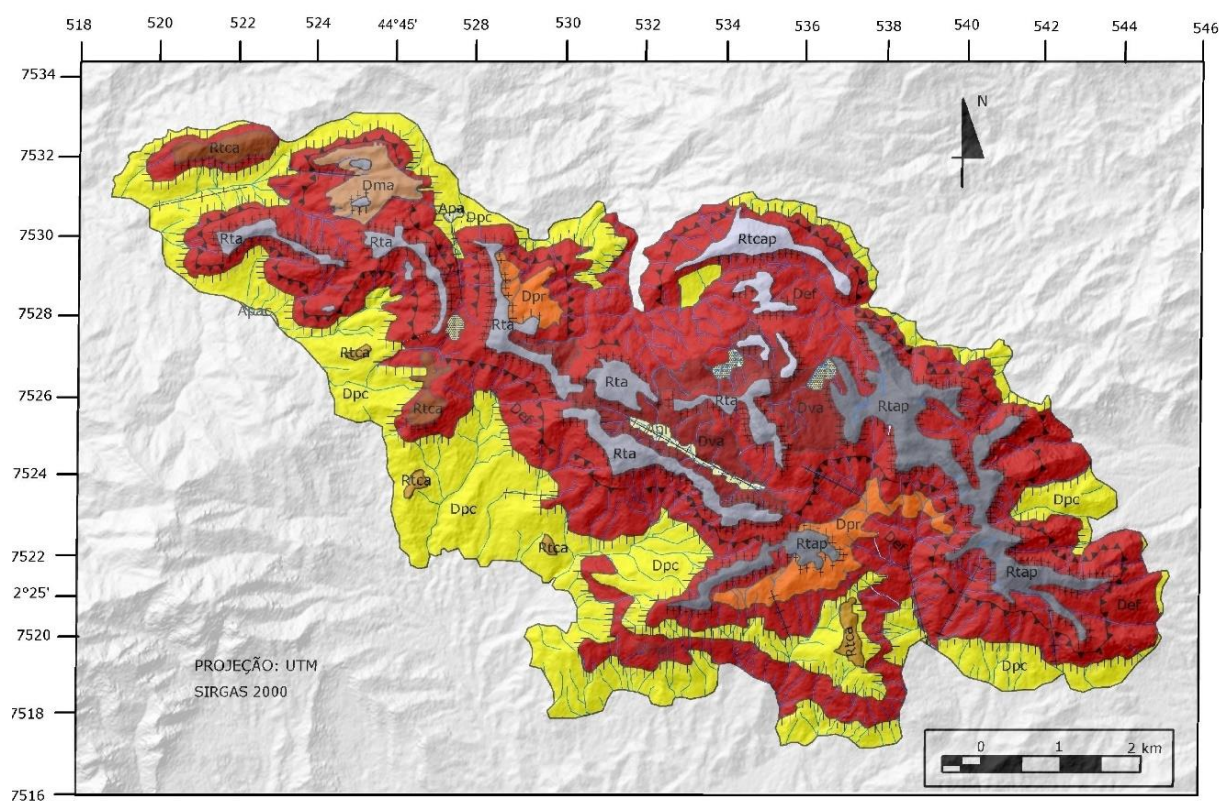 518 520 522 524 44°45' 528 530 532 534 536 538 540 542 544 546
7534
N
7532
Rtca
Dma
Apa
Dpc
7530
Rta
Rta
Rtcap
Dpr
Def
7528
Apac
Rta
Rtca
Dpc
Rta
7526
Rtca
Def
Rta
Dva
Rtap
Dva
Rta
7524
Rtca
Dpc
Dpc
Dpr
7522
Rtca
Rtap
Dpc
Rtap
2°25'
Def
7520
Rtca
Dpc
PROJEÇÃO: UTM
SIRGAS 2000
7518
0 1 2 km
7516